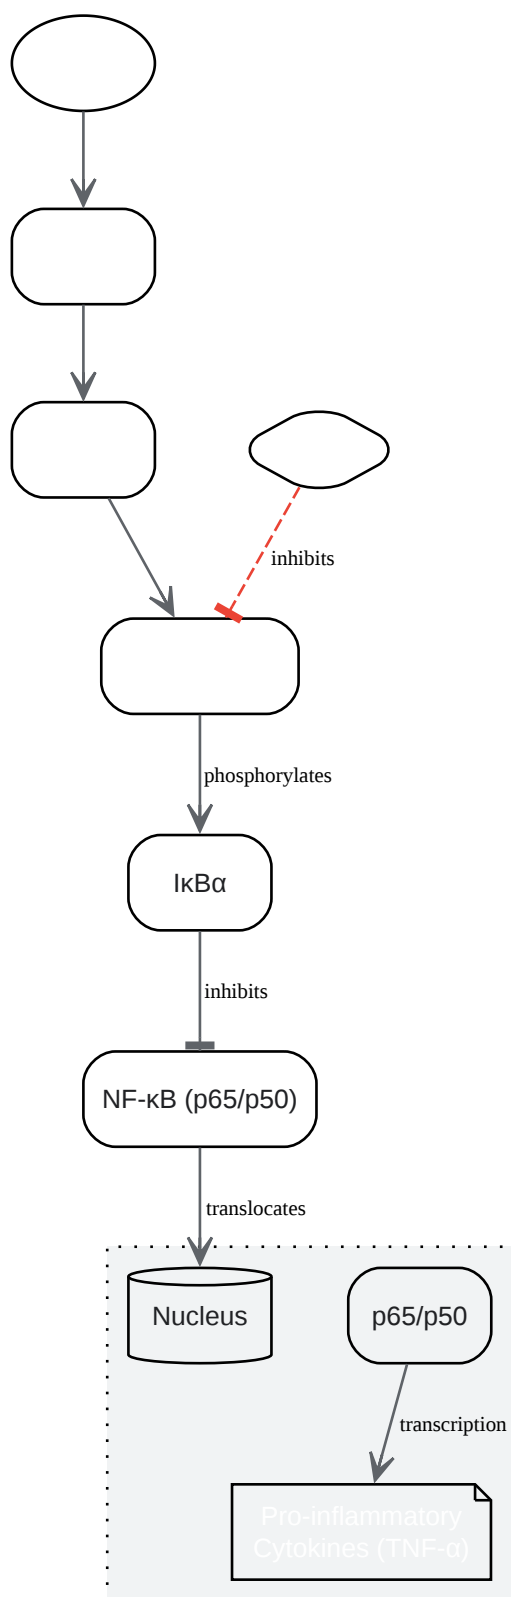 inhibits
phosphorylates
IκBα
inhibits
NF-κB (p65/p50)
translocates
Nucleus
p65/p50
transcription
Pro-inflammatory
Cytokines (TNF-α)